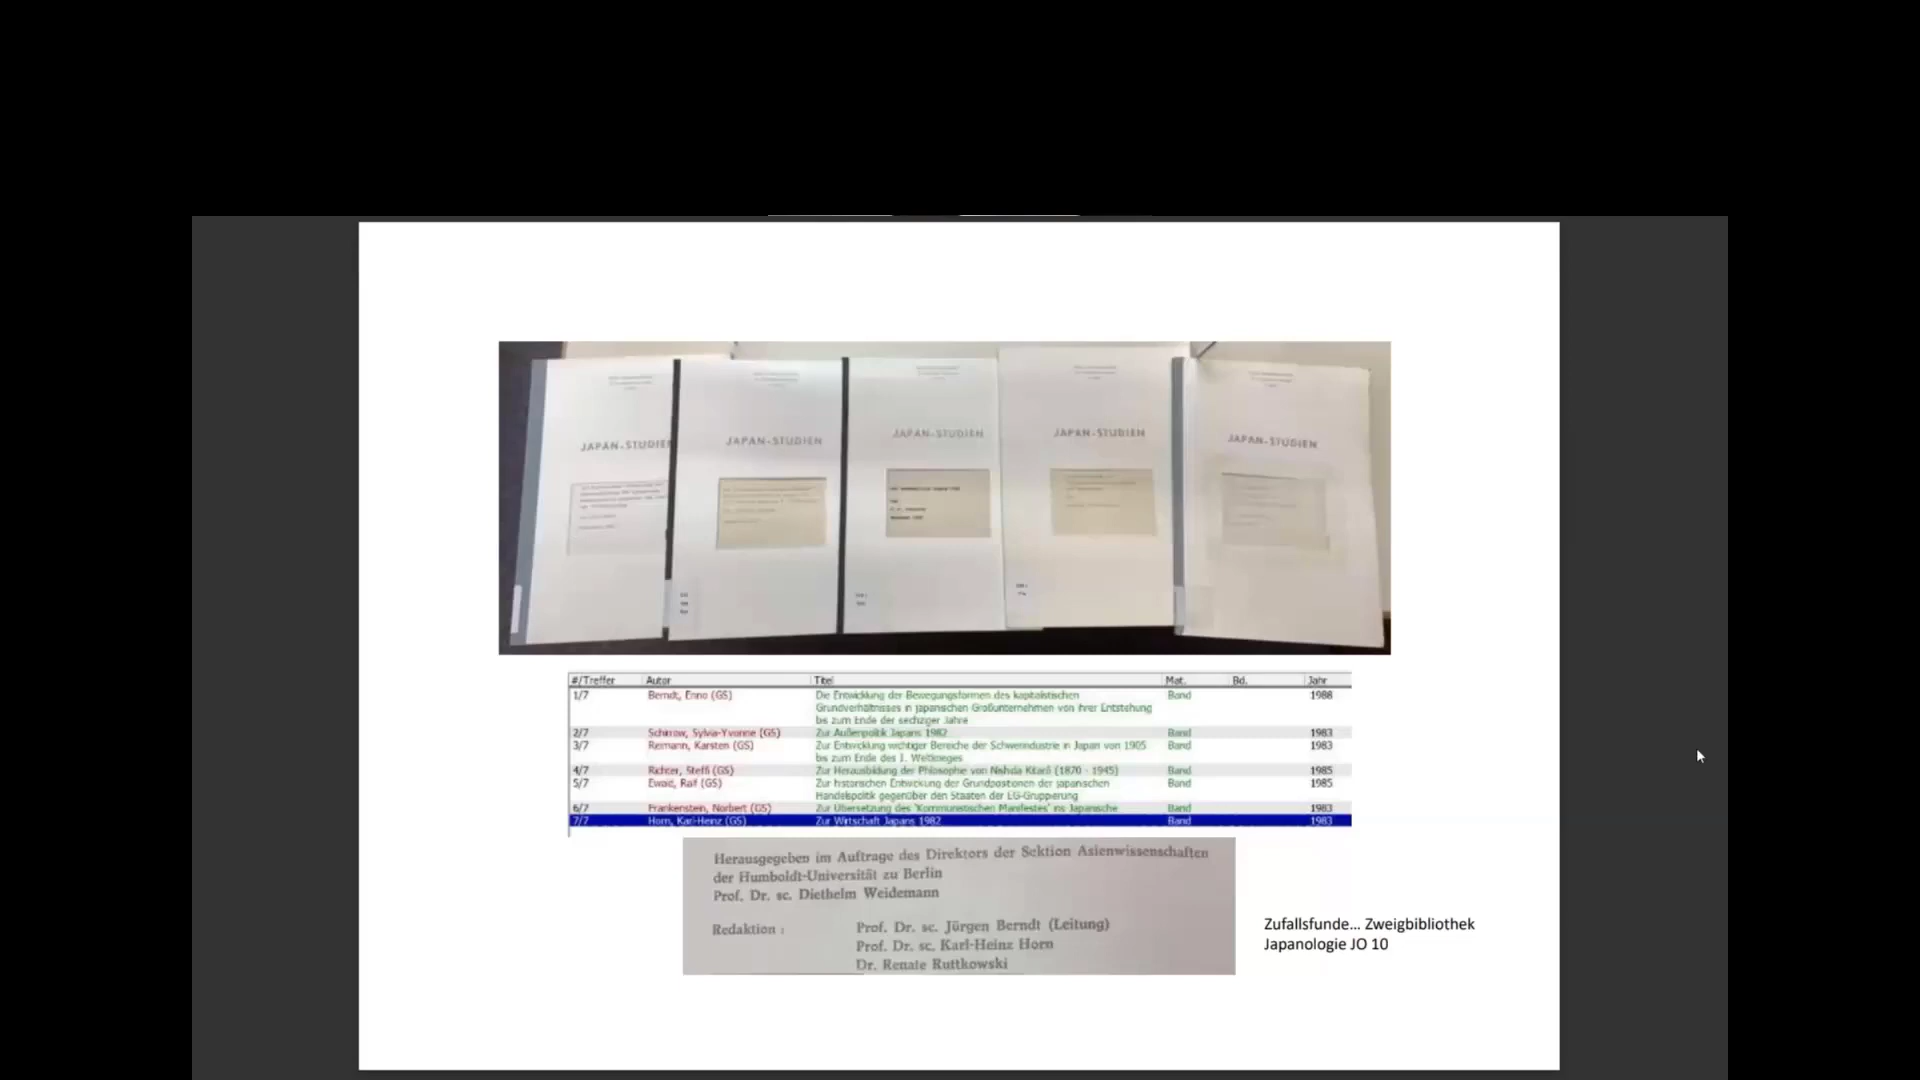 JAPAN-STUDIEN
JAPAN-STUDIEN
JAPAN-STUDIEN
JAPAN-STUDIEN
JAPAN-STUDIEN
#/Treffer Autor Titel Mat. Bd. Jahr
1/7 Berndt, Enno (GS) Die Entwicklung der Bewegungsformen des kapitalistischen Band 1988
Grundverhältnisses in japanischen Großunternehmen von ihrer Entstehung
bis zum Ende der sechziger Jahre
2/7 Sylvia-Yvonne (GS) Zur Außenpolitik Japans 1982 Band 1983
3/7 Reimann, Karsten (GS) Zur Entwicklung wichtiger Bereiche der Schwerindustrie in Japan von 1905 Band 1983
bis zum Ende des I. Weltkrieges
4/7 Richter, Steffi (GS) Zur Herausbildung der Philosophie von Nishida Kitarō (1870 - 1945) Band 1985
5/7 Ewald, Ralf (GS) Zur historischen Entwicklung der Grundpositionen der japanischen Band 1985
Handelspolitik gegenüber den Staaten der EG-Gruppierung
6/7 Frankenstein, Norbert (GS) Zur Übersetzung des 'Kommunistischen Manifestes' ins Japanische Band 1983
7/7 Horn, Karl-Heinz (GS) Zur Wirtschaft Japans 1982 Band 1983
Herausgegeben im Auftrage des Direktors der Sektion Asienwissenschaften
der Humboldt-Universität zu Berlin
Prof. Dr. sc. Diethelm Weidemann
Redaktion : Prof. Dr. sc. Jürgen Berndt (Leitung)
Prof. Dr. sc. Karl-Heinz Horn
Dr. Renate Ruttkowski
Zufallsfunde... Zweigbibliothek
Japanologie JO 10